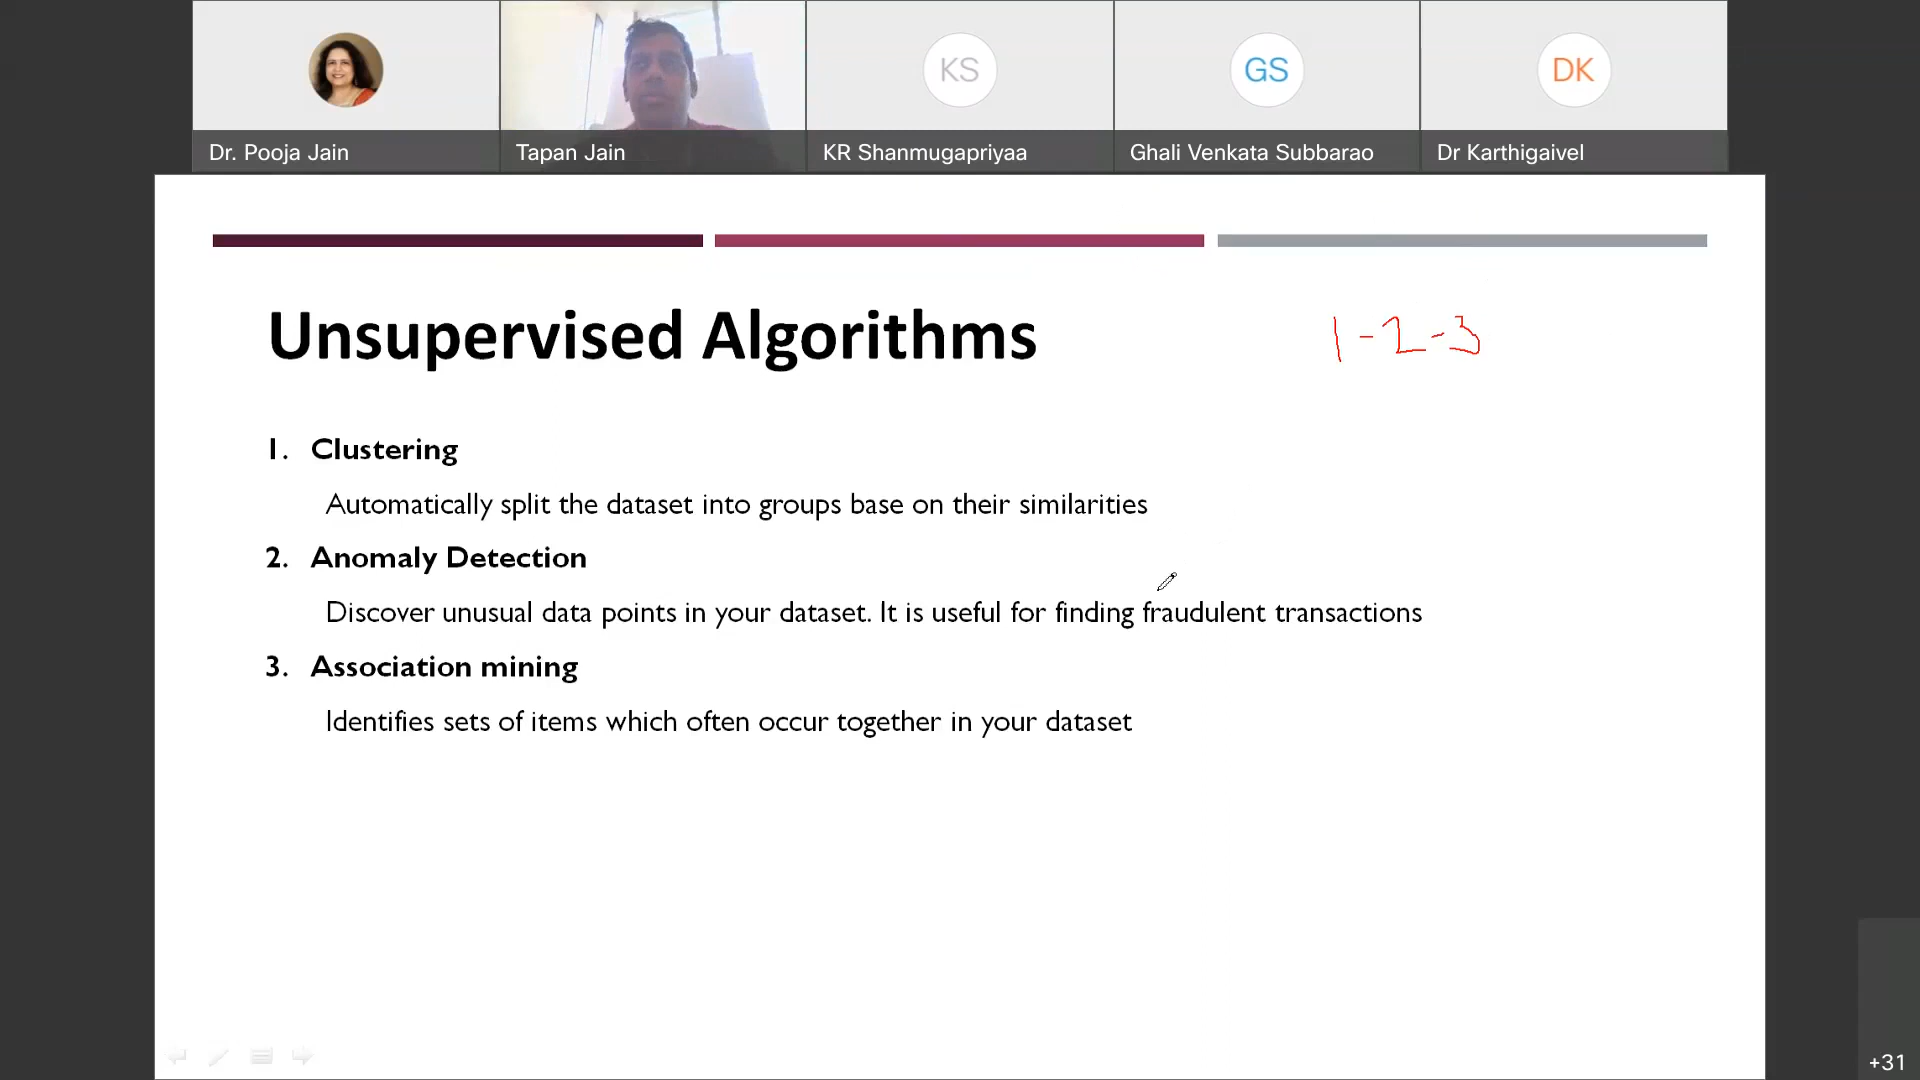 KS
GS
DK
Dr. Pooja Jain
Tapan Jain
KR Shanmugapriyaa
Ghali Venkata Subbarao
Dr Karthigaivel
Unsupervised Algorithms
1-2-3
1. Clustering
Automatically split the dataset into groups base on their similarities
2. Anomaly Detection
Discover unusual data points in your dataset. It is useful for finding fraudulent transactions
3. Association mining
Identifies sets of items which often occur together in your dataset
+31